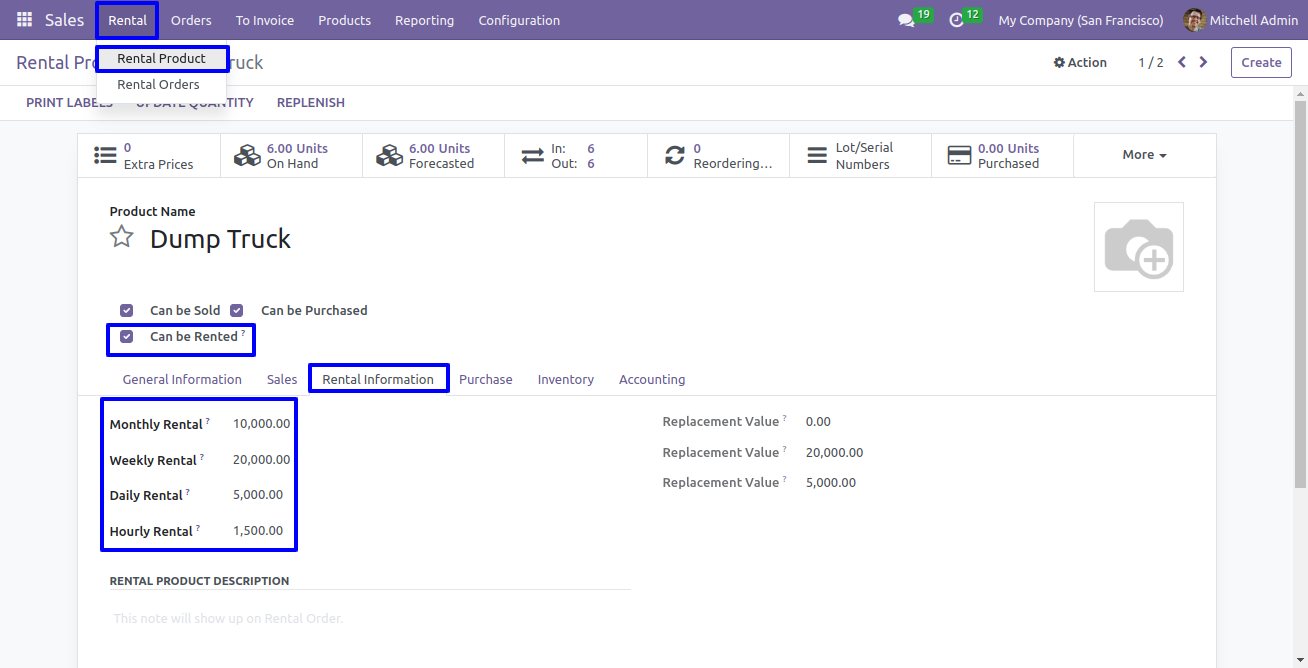 Sales Rental Orders To Invoice Products Reporting Configuration 19 12 My Company (San Francisco) Mitchell Admin
Rental Product
Rental Orders
Action 1 / 2 Create
PRINT LABELS UPDATE QUANTITY REPLENISH
0 Extra Prices
6.00 Units On Hand
6.00 Units Forecasted
In: 6
Out: 6
0 Reordering...
Lot/Serial Numbers
0.00 Units Purchased
More
Product Name
Dump Truck
Can be Sold Can be Purchased
Can be Rented ?
General Information Sales Rental Information Purchase Inventory Accounting
Monthly Rental ? 10,000.00
Weekly Rental ? 20,000.00
Daily Rental ? 5,000.00
Hourly Rental ? 1,500.00
Replacement Value ? 0.00
Replacement Value ? 20,000.00
Replacement Value ? 5,000.00
RENTAL PRODUCT DESCRIPTION
This note will show up on Rental Order.